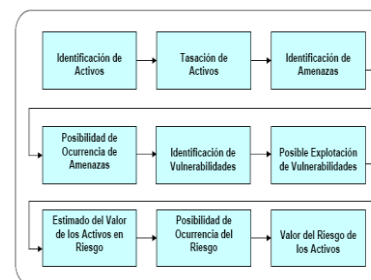 Identificación de
Activos
Tasación de
Activos
Identificación de
Amenazas
Posibilidad de
Ocurrencia de
Amenazas
Identificación de
Vulnerabilidades
Posible Explotación
de Vulnerabilidades
Estimado del Valor
de los Activos en
Riesgo
Posibilidad de
Ocurrencia del
Riesgo
Valor del Riesgo de
los Activos